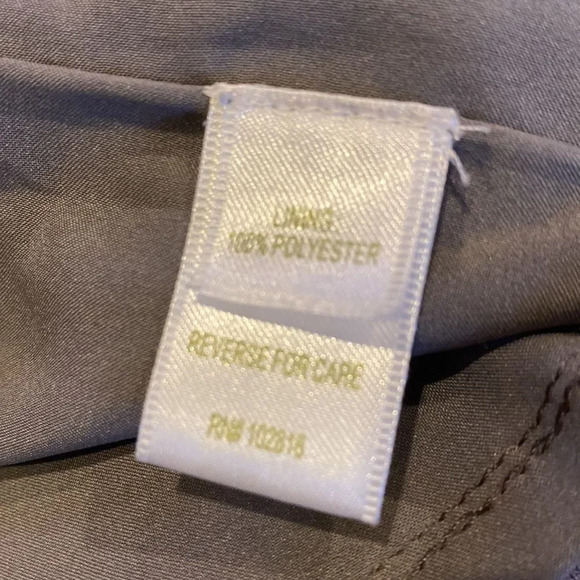 LINING:
100% POLYESTER
REVERSE FOR CARE
RN# 102816